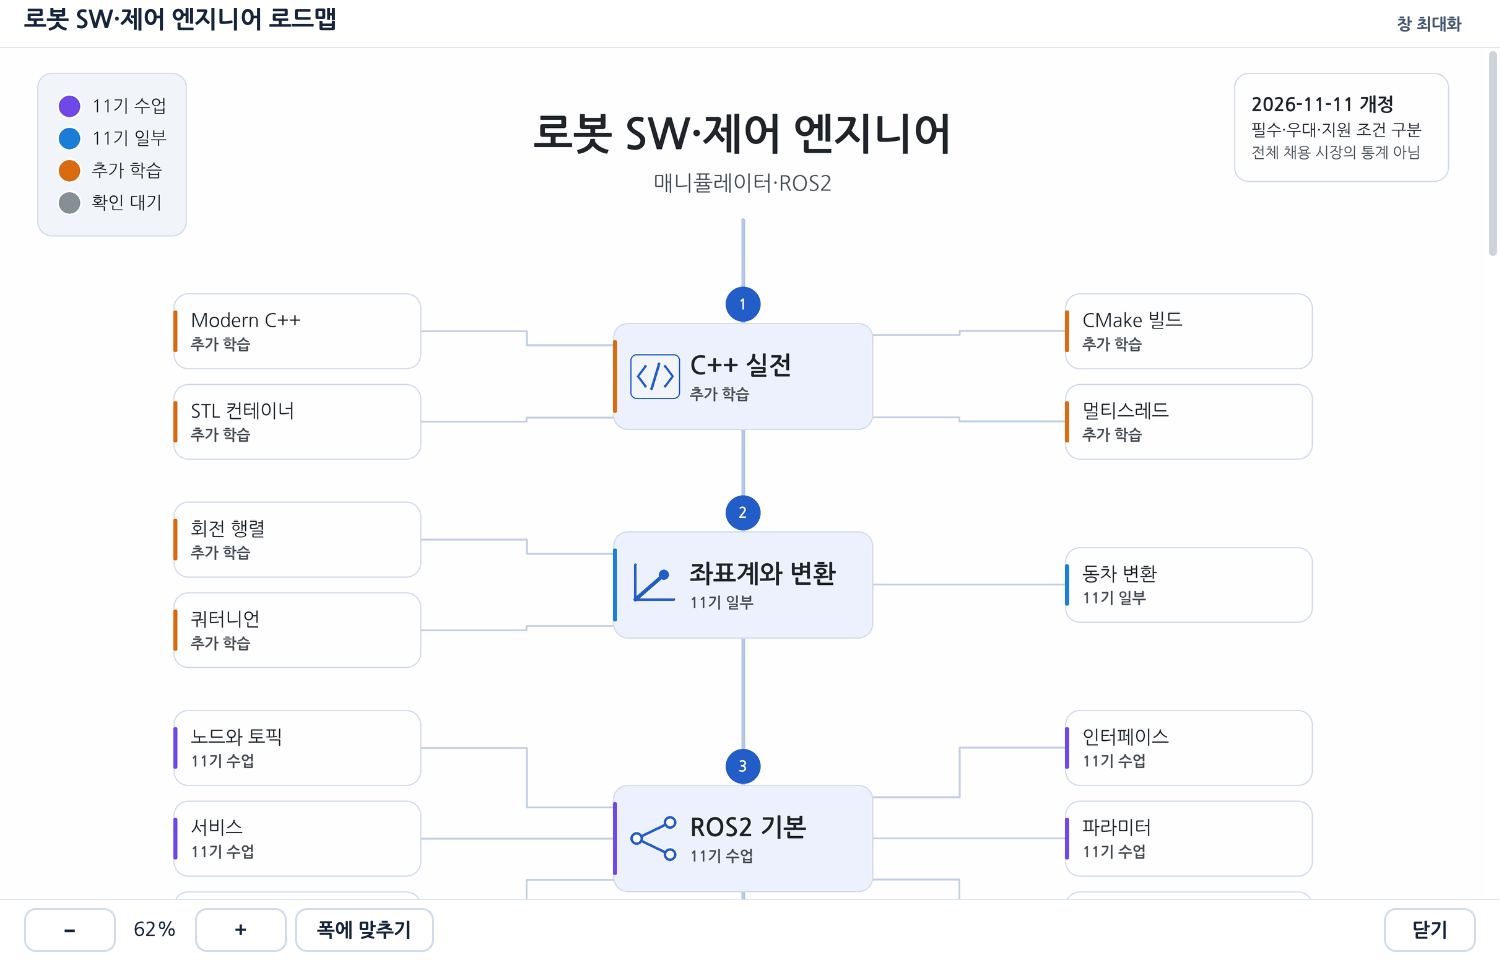 로봇 SW·제어 엔지니어 로드맵
창 최대화
11기 수업
11기 일부
추가 학습
확인 대기
로봇 SW·제어 엔지니어
매니퓰레이터·ROS2
2026-11-11 개정
필수·우대·지원 조건 구분
전체 채용 시장의 통계 아님
1
Modern C++
추가 학습
STL 컨테이너
추가 학습
C++ 실전
추가 학습
CMake 빌드
추가 학습
멀티스레드
추가 학습
2
회전 행렬
추가 학습
쿼터니언
추가 학습
좌표계와 변환
11기 일부
동차 변환
11기 일부
3
노드와 토픽
11기 수업
서비스
11기 수업
ROS2 기본
11기 수업
인터페이스
11기 수업
파라미터
11기 수업
–
62%
+
폭에 맞추기
닫기